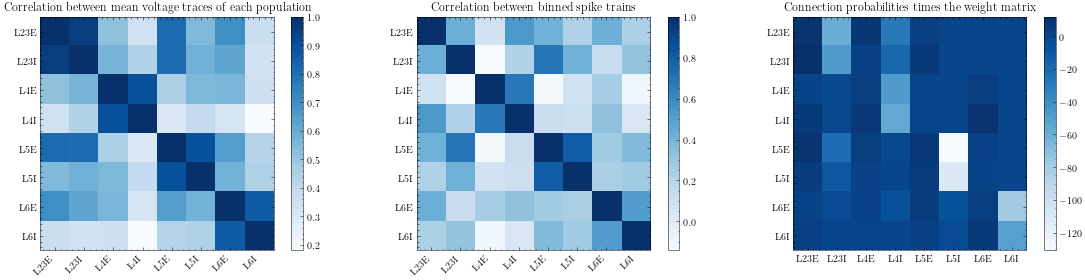 Correlation between mean voltage traces of each population
L23E
L23I
L4E
L4I
L5E
L5I
L6E
L6I
L23E L23I L4E L4I L5E L5I L6E L6I
1.0
0.9
0.8
0.7
0.6
0.5
0.4
0.3
0.2
Correlation between binned spike trains
L23E
L23I
L4E
L4I
L5E
L5I
L6E
L6I
L23E L23I L4E L4I L5E L5I L6E L6I
1.0
0.8
0.6
0.4
0.2
0.0
Connection probabilities times the weight matrix
L23E
L23I
L4E
L4I
L5E
L5I
L6E
L6I
L23E L23I L4E L4I L5E L5I L6E L6I
0
−20
−40
−60
−80
−100
−120